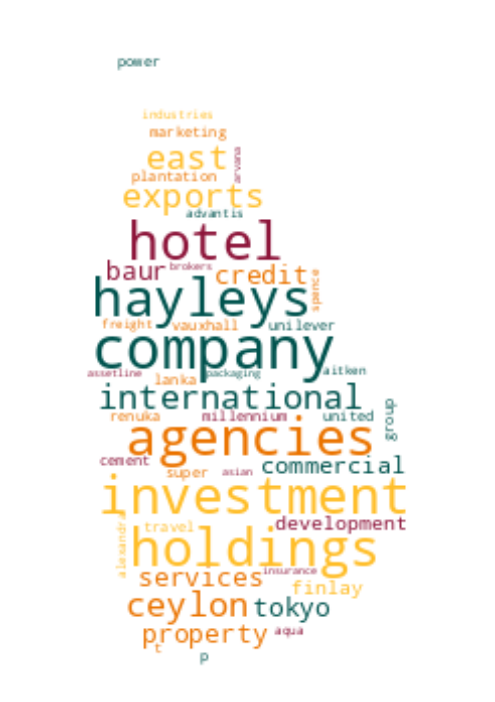 power
industries
marketing
east
arvana
plantation
exports
advantis
hotel
baur brokers credit
spence
hayleys
freight vauxhall unilever
company
assetline packaging aitken
lanka
international
renuka millennium united
group
agencies
cement super asian commercial
investment
alexandra travel development
holdings
services insurance
finlay
ceylon tokyo
property aqua
t
p